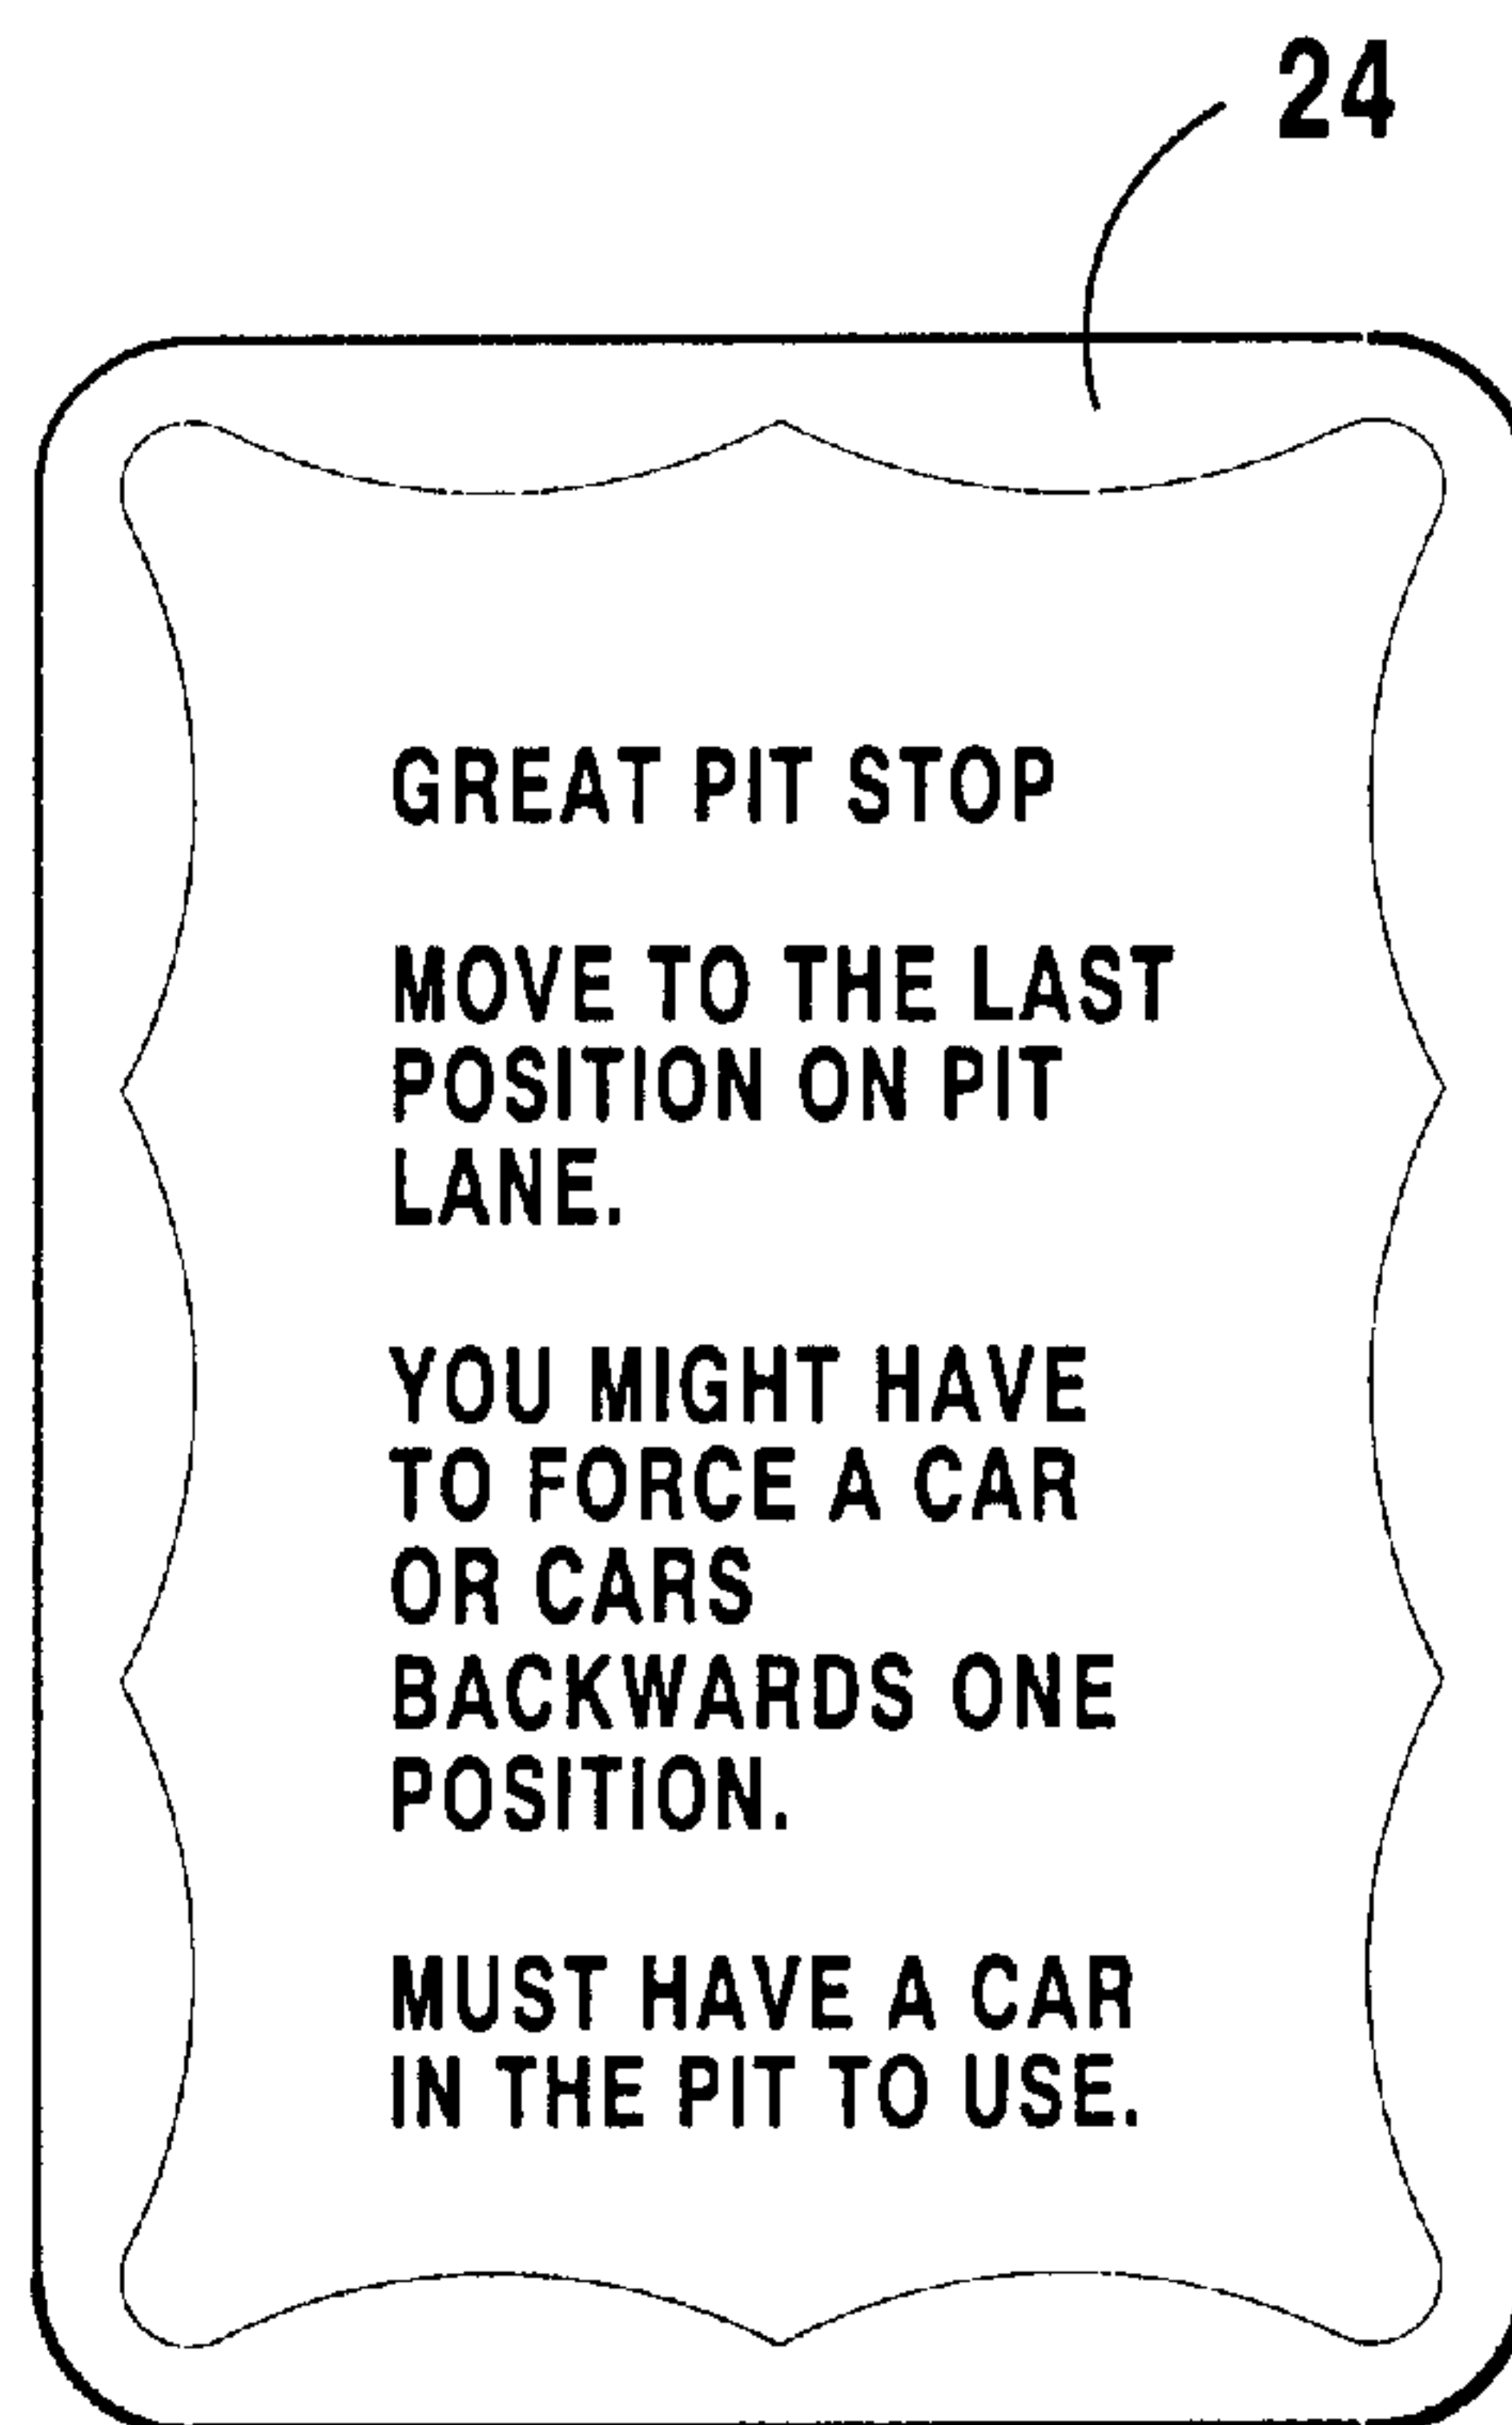 24
GREAT PIT STOP
MOVE TO THE LAST
POSITION ON PIT
LANE.
YOU MIGHT HAVE
TO FORCE A CAR
OR CARS
BACKWARDS ONE
POSITION.
MUST HAVE A CAR
IN THE PIT TO USE.